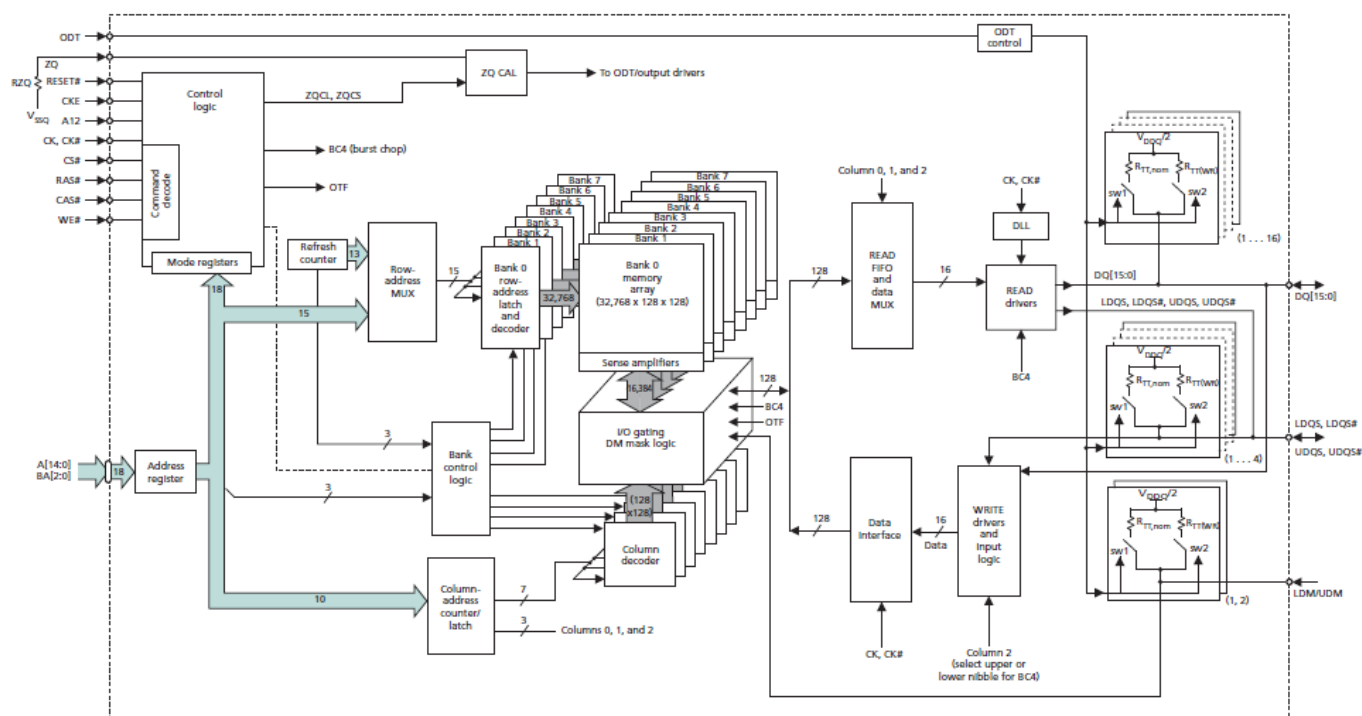 ODT
ODT
control
ZQ
RZQ
V_SSQ
RESET#
CKE
A12
CK, CK#
CS#
RAS#
CAS#
WE#
Control
logic
Command
decode
Mode registers
ZQCL, ZQCS
ZQ CAL
To ODT/output drivers
BC4 (burst chop)
OTF
Refresh
counter
13
Row-
address
MUX
15
18
15
Bank 7
Bank 6
Bank 5
Bank 4
Bank 3
Bank 2
Bank 1
Bank 0
row-
address
latch
and
decoder
32,768
Bank 7
Bank 6
Bank 5
Bank 4
Bank 3
Bank 2
Bank 1
Bank 0
memory
array
(32,768 x 128 x 128)
Sense amplifiers
16,384
I/O gating
DM mask logic
128
BC4
OTF
(128
x128)
Column
decoder
3
Bank
control
logic
3
A[14:0]
BA[2:0]
18
Address
register
10
Column-
address
counter/
latch
7
3
Columns 0, 1, and 2
Column 0, 1, and 2
128
READ
FIFO
and
data
MUX
16
CK, CK#
DLL
READ
drivers
BC4
DQ[15:0]
LDQS, LDQS#, UDQS, UDQS#
V_DDQ/2
R_TT,nom
R_TT(WR)
sw1
sw2
(1 . . . 16)
DQ[15:0]
V_DDQ/2
R_TT,nom
R_TT(WR)
sw1
sw2
(1 . . . 4)
LDQS, LDQS#
UDQS, UDQS#
128
Data
Interface
CK, CK#
16
Data
WRITE
drivers
and
input
logic
Column 2
(select upper or
lower nibble for BC4)
V_DDQ/2
R_TT,nom
R_TT(WR)
sw1
sw2
(1, 2)
LDM/UDM